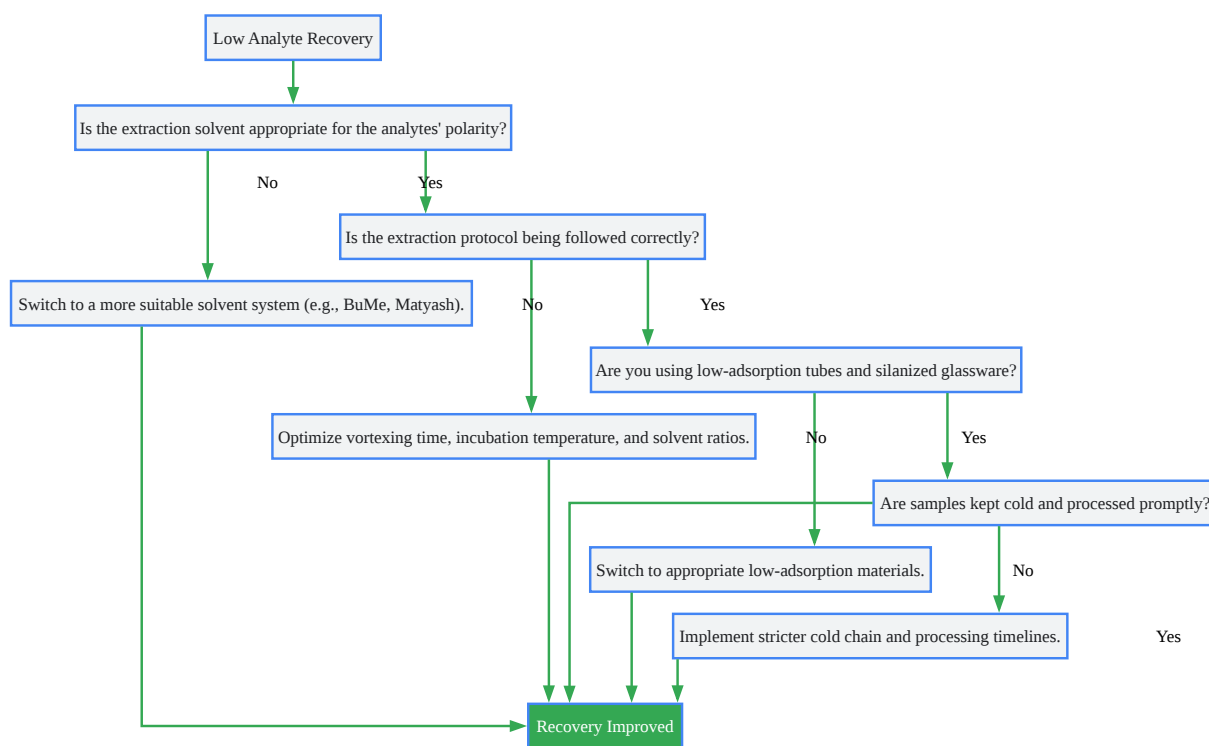 Low Analyte Recovery
Is the extraction solvent appropriate for the analytes' polarity?
No
Yes
Is the extraction protocol being followed correctly?
Switch to a more suitable solvent system (e.g., BuMe, Matyash).
No
Yes
Are you using low-adsorption tubes and silanized glassware?
Optimize vortexing time, incubation temperature, and solvent ratios.
No
Yes
Are samples kept cold and processed promptly?
Switch to appropriate low-adsorption materials.
No
Implement stricter cold chain and processing timelines.
Yes
Recovery Improved